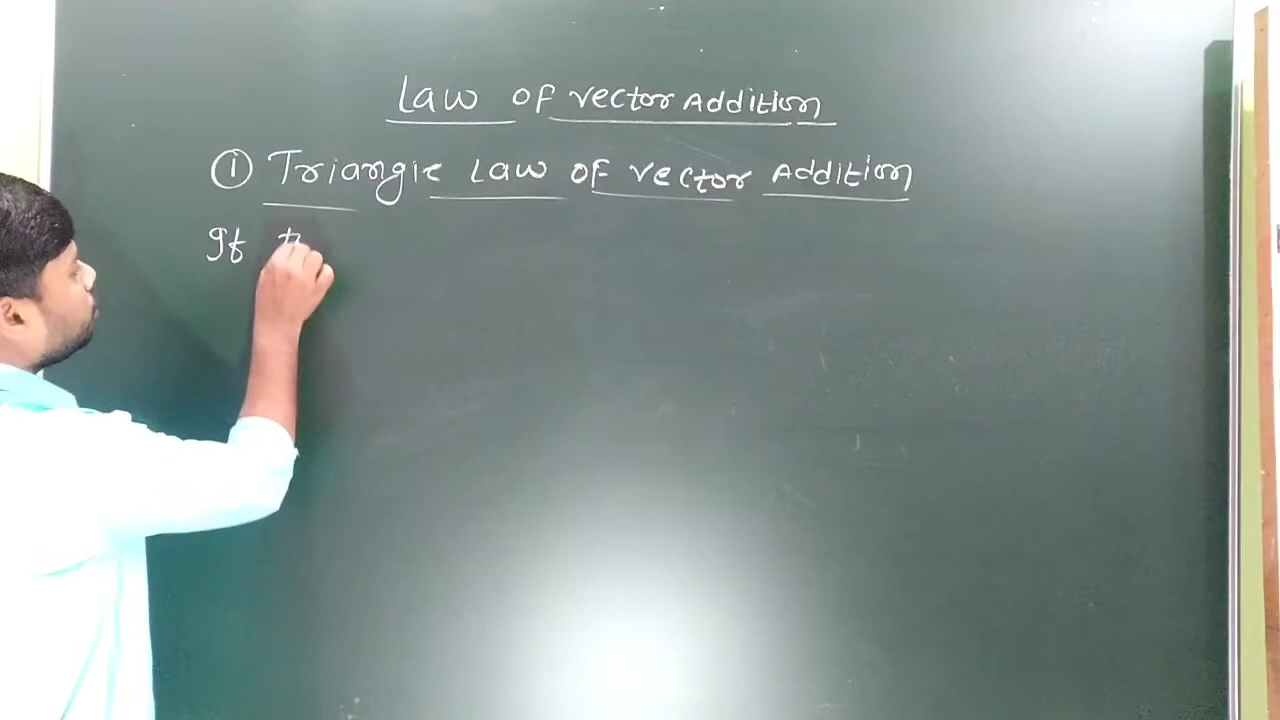 Law of vector Addition
① Triangle Law of vector Addition
If